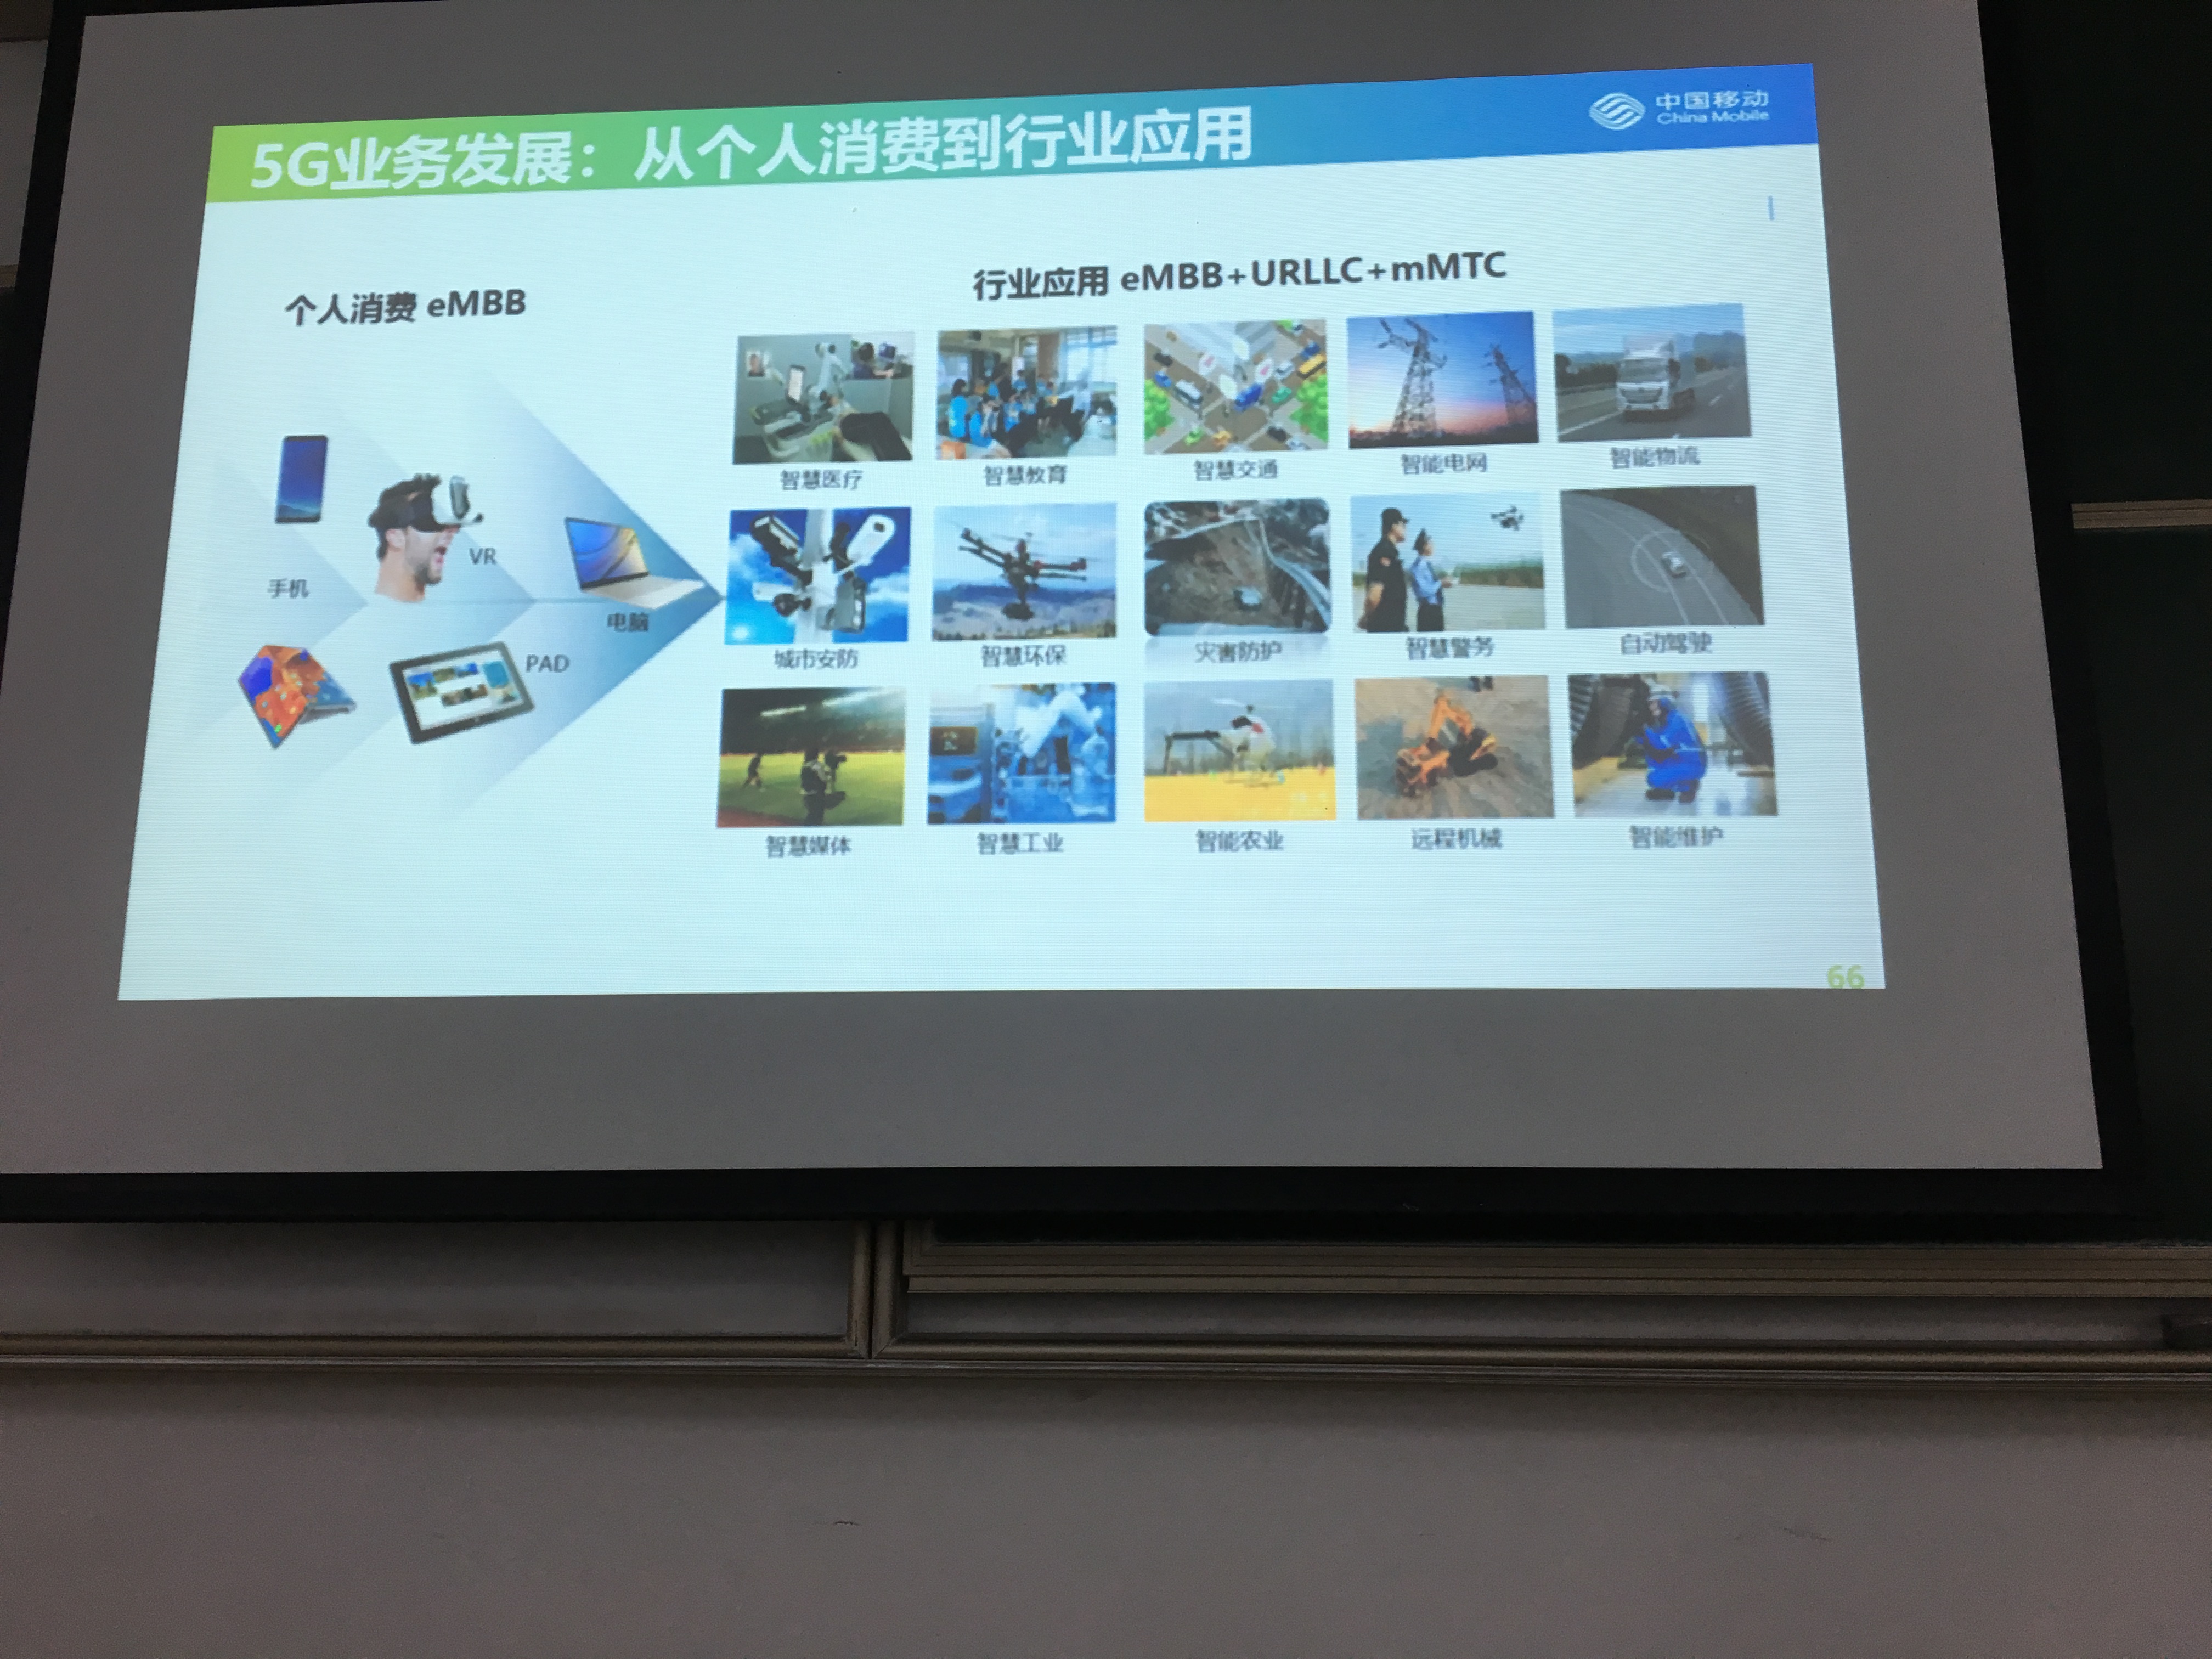 5G业务发展：从个人消费到行业应用
中国移动
China Mobile
个人消费 eMBB
行业应用 eMBB+URLLC+mMTC
手机
VR
电脑
PAD
智慧医疗
智慧教育
智慧交通
智能电网
智能物流
城市安防
智慧环保
灾害防护
智慧警务
自动驾驶
智慧媒体
智慧工业
智能农业
远程机械
智能维护
66